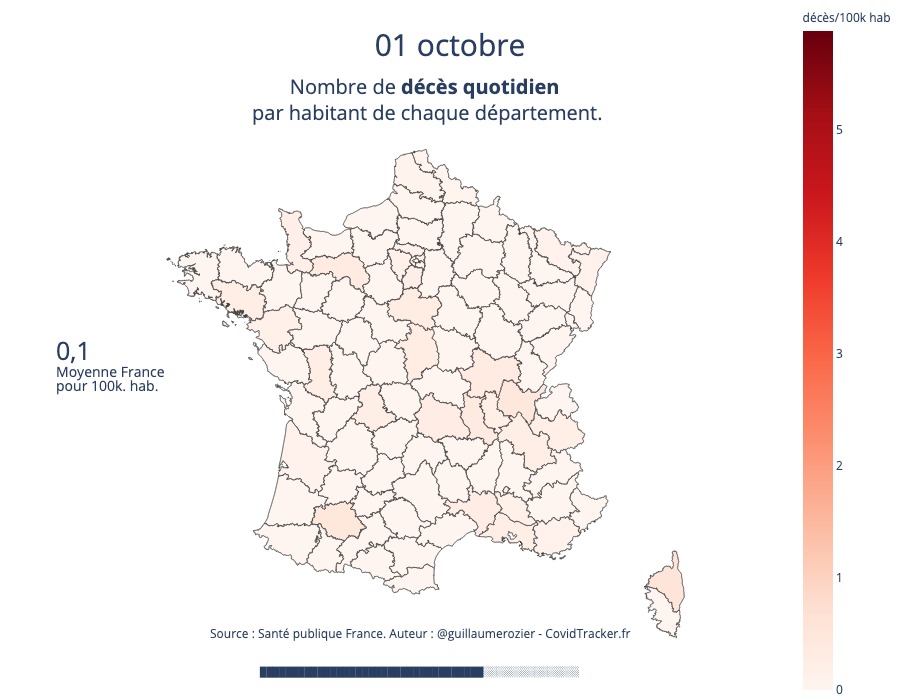 décès/100k hab
01 octobre
Nombre de décès quotidien
par habitant de chaque département.
5
4
3
2
1
0
0,1
Moyenne France
pour 100k. hab.
Source : Santé publique France. Auteur : @guillaumerozier - CovidTracker.fr